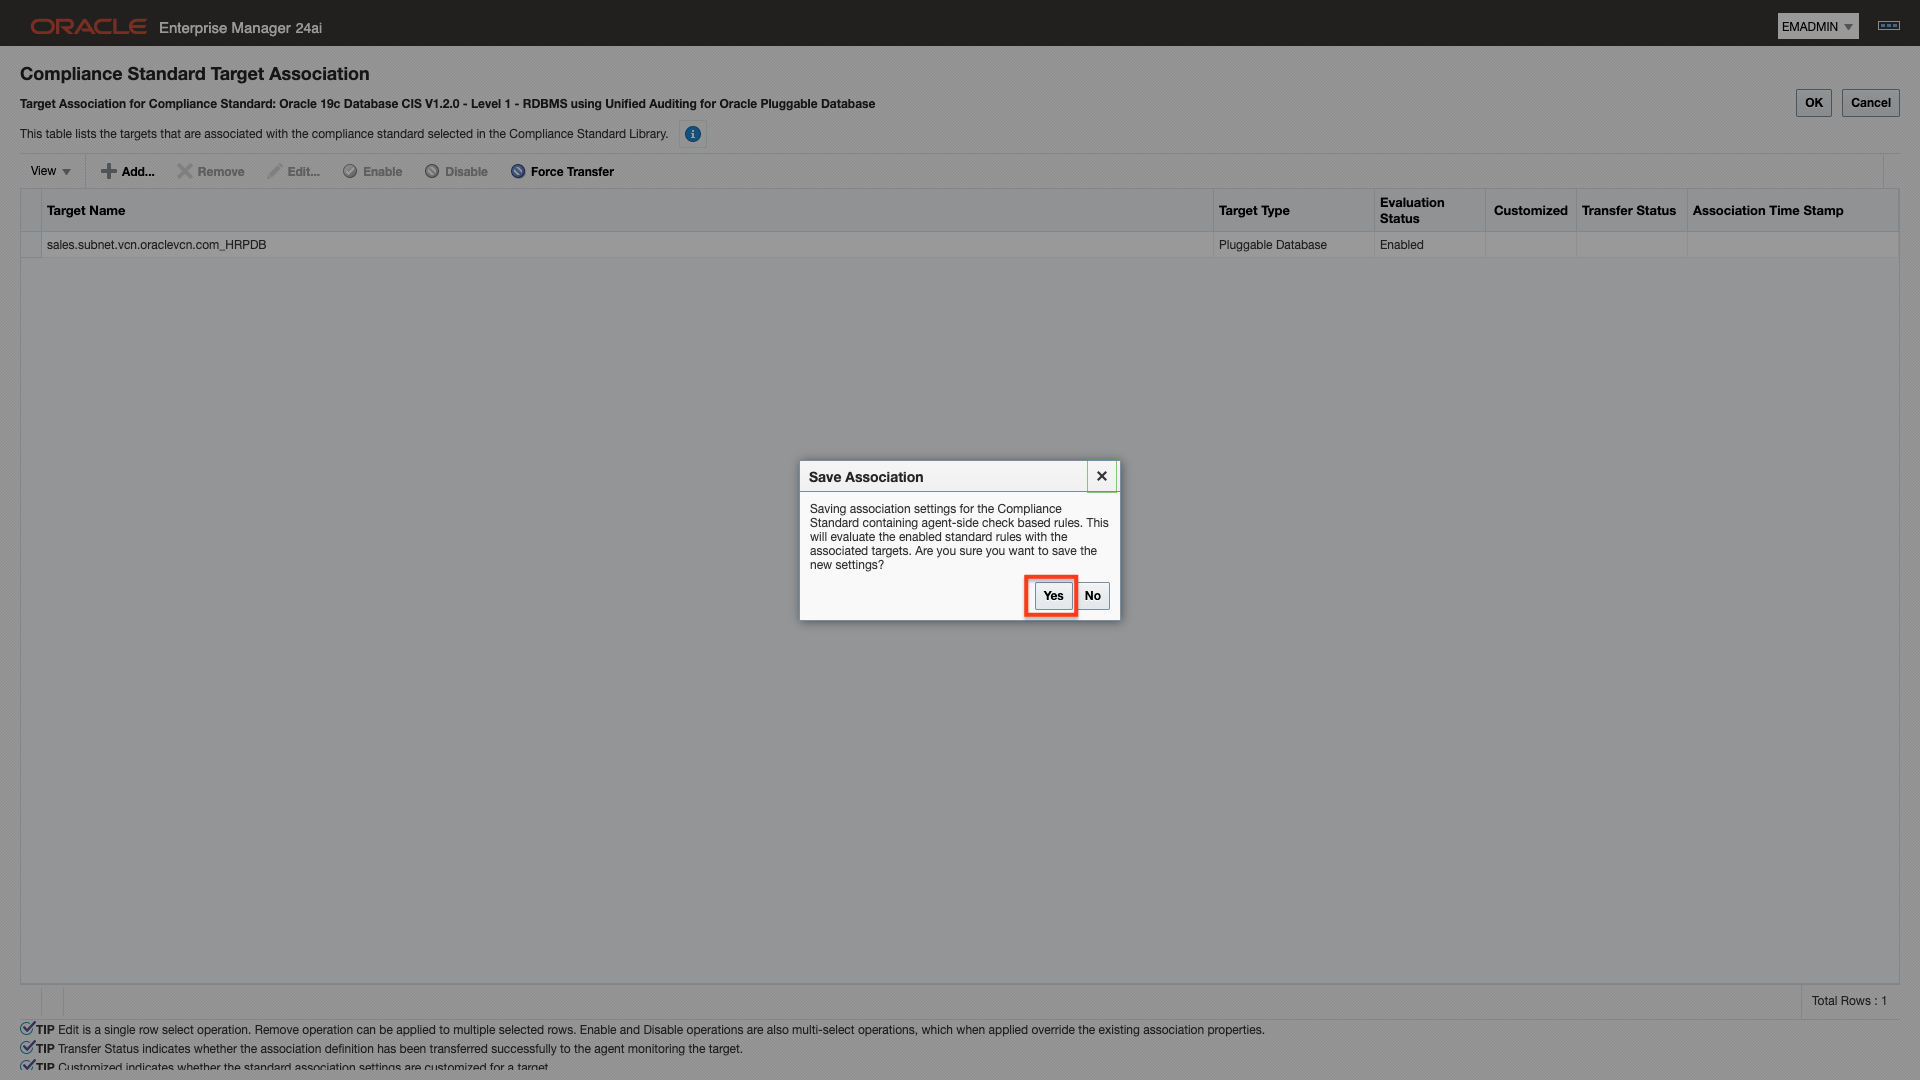 ORACLE Enterprise Manager 24ai
EMADMIN
Compliance Standard Target Association
Target Association for Compliance Standard: Oracle 19c Database CIS V1.2.0 - Level 1 - RDBMS using Unified Auditing for Oracle Pluggable Database
OK Cancel
This table lists the targets that are associated with the compliance standard selected in the Compliance Standard Library.
View Add... Remove Edit... Enable Disable Force Transfer
Target Name Target Type Evaluation Status Customized Transfer Status Association Time Stamp
sales.subnet.vcn.oraclevcn.com_HRPDB Pluggable Database Enabled
Save Association
Saving association settings for the Compliance
Standard containing agent-side check based rules. This
will evaluate the enabled standard rules with the
associated targets. Are you sure you want to save the
new settings?
Yes No
Total Rows : 1
TIP Edit is a single row select operation. Remove operation can be applied to multiple selected rows. Enable and Disable operations are also multi-select operations, which when applied override the existing association properties.
TIP Transfer Status indicates whether the association definition has been transferred successfully to the agent monitoring the target.
TIP Customized indicates whether the standard association settings are customized for a target.